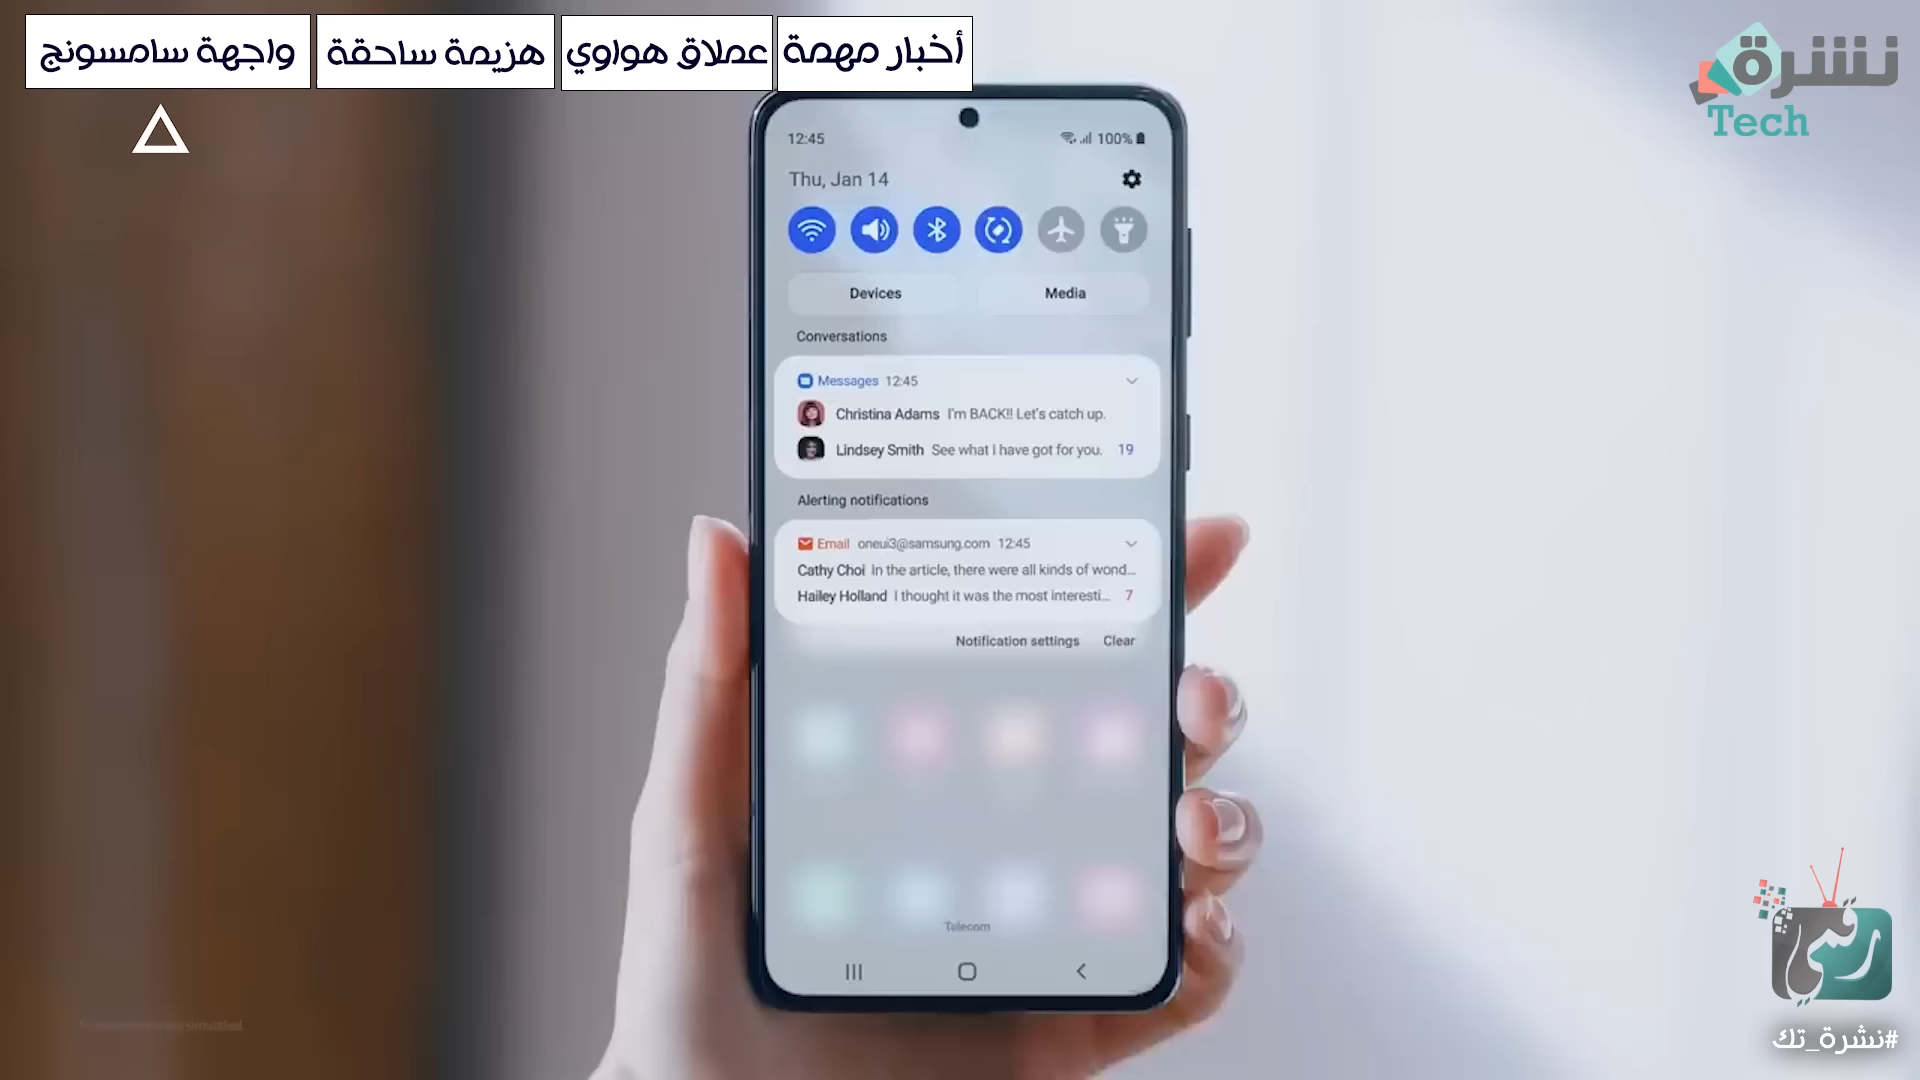 أخبار مهمة
عملاق هواوي
هزيمة ساحقة
واجهة سامسونج
نشرة
Tech
12:45
100%
Thu, Jan 14
Devices
Media
Conversations
Messages 12:45
Christina Adams I'm BACK!! Let's catch up.
Lindsey Smith See what I have got for you. 19
Alerting notifications
Email oneui3@samsung.com 12:45
Cathy Choi In the article, there were all kinds of wond...
Hailey Holland I thought it was the most interesti... 7
Notification settings Clear
Telecom
رقمي
#نشرة_تك